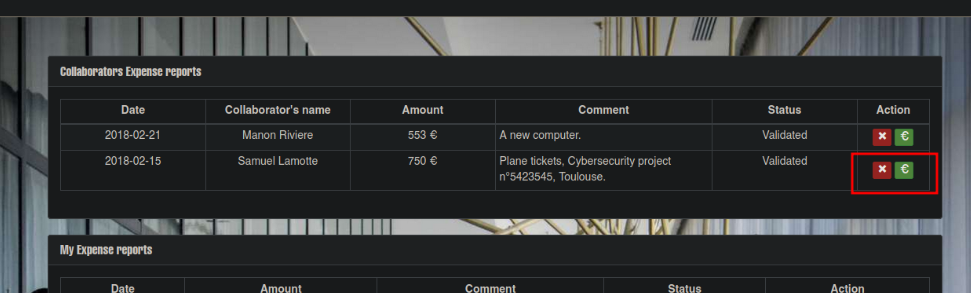 Collaborators Expense reports
Date Collaborator's name Amount Comment Status Action
2018-02-21 Manon Riviere 553 € A new computer. Validated × €
2018-02-15 Samuel Lamotte 750 € Plane tickets, Cybersecurity project Validated × €
n°5423545, Toulouse.
My Expense reports
Date Amount Comment Status Action